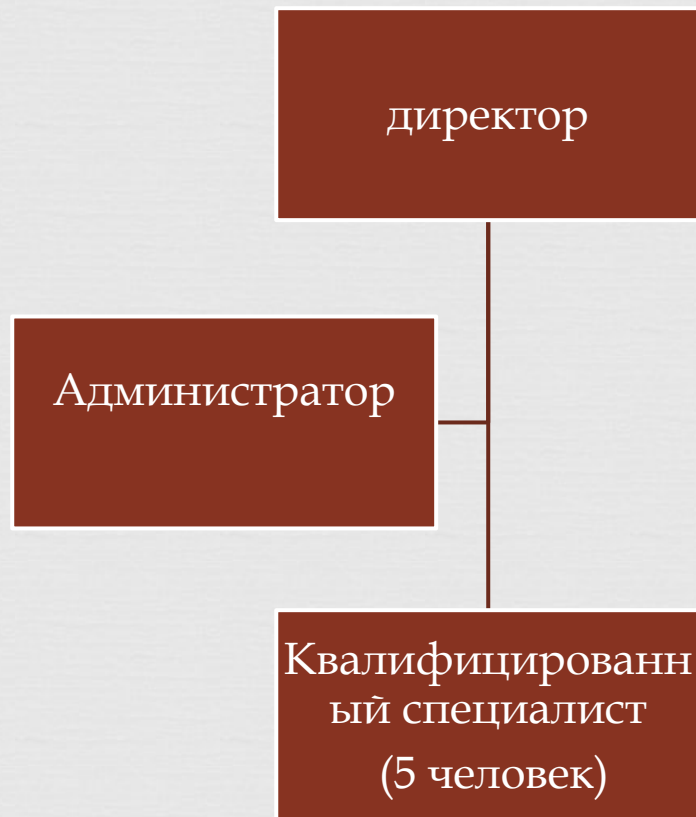 директор
Администратор
Квалифицированн
ый специалист
(5 человек)